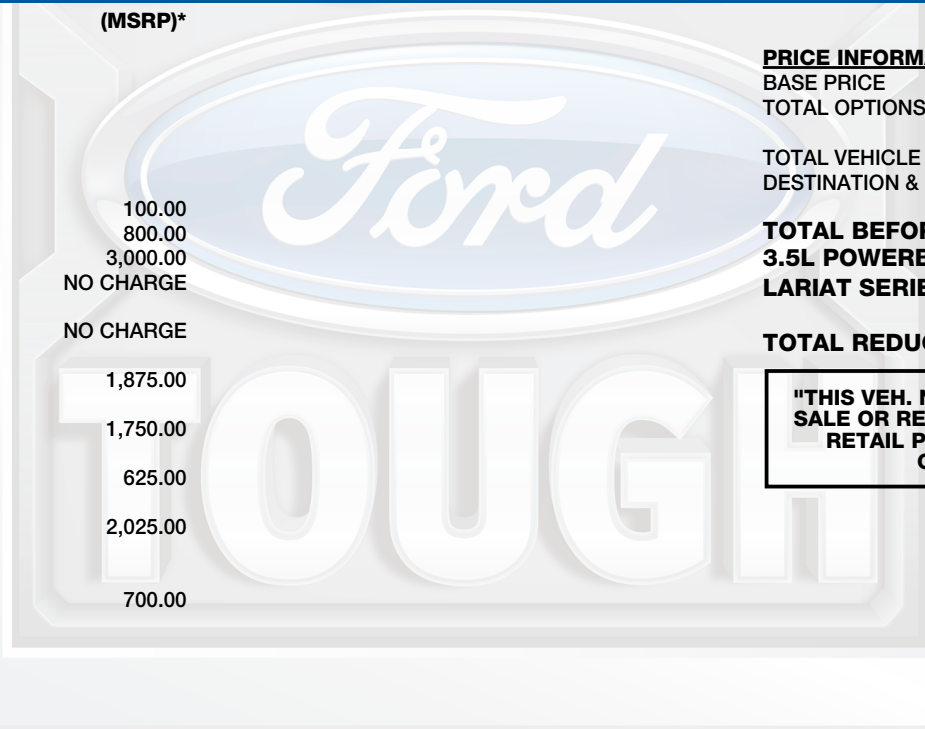 (MSRP)*
100.00
800.00
3,000.00
NO CHARGE
NO CHARGE
1,875.00
1,750.00
625.00
2,025.00
700.00
Ford
TOUGH
PRICE INFORM
BASE PRICE
TOTAL OPTIONS
TOTAL VEHICLE
DESTINATION &
TOTAL BEFO
3.5L POWERE
LARIAT SERIE
TOTAL REDU
"THIS VEH.
SALE OR RE
RETAIL P